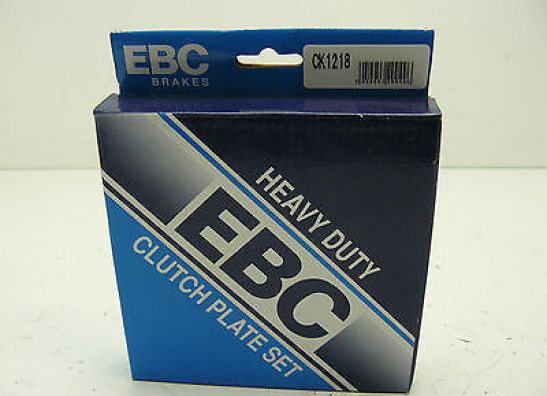 EBC
BRAKES
CK1218
HEAVY DUTY
EBC
CLUTCH PLATE SET